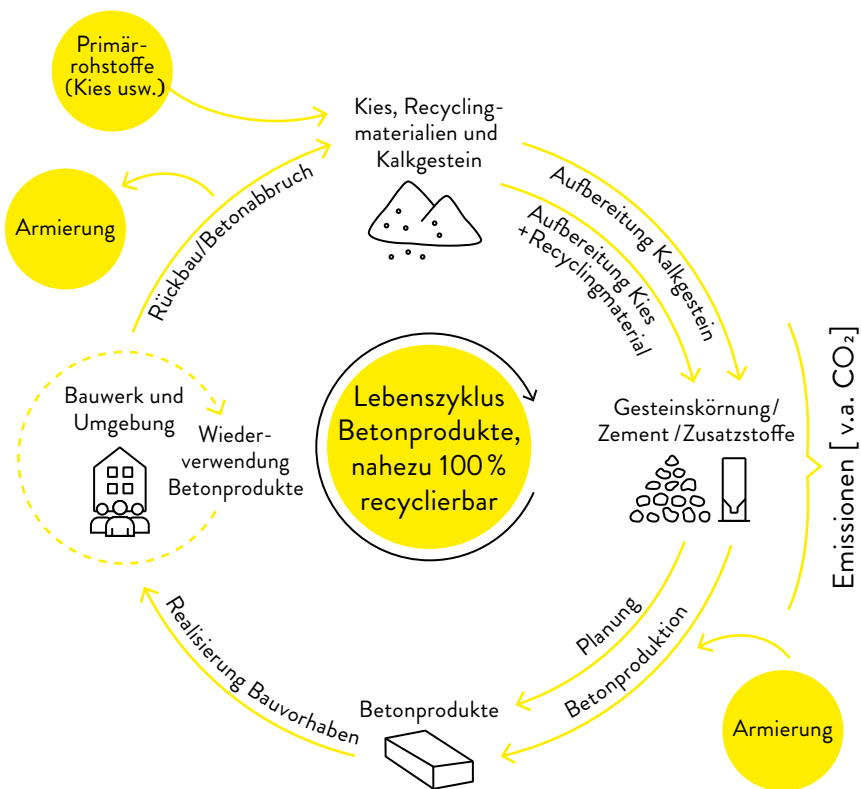 Primär-
rohstoffe
(Kies usw.)
Kies, Recycling-
materialien und
Kalkgestein
Aufbereitung Kalkgestein
Aufbereitung Kies
+Recyclingmaterial
Armierung
Rückbau/Betonabbruch
Bauwerk und
Umgebung
Wieder-
verwendung
Betonprodukte
Lebenszyklus
Betonprodukte,
nahezu 100 %
recyclierbar
Gesteinskörnung/
Zement /Zusatzstoffe
Emissionen [ v.a. CO₂]
Planung
Betonproduktion
Armierung
Betonprodukte
Realisierung Bauvorhaben